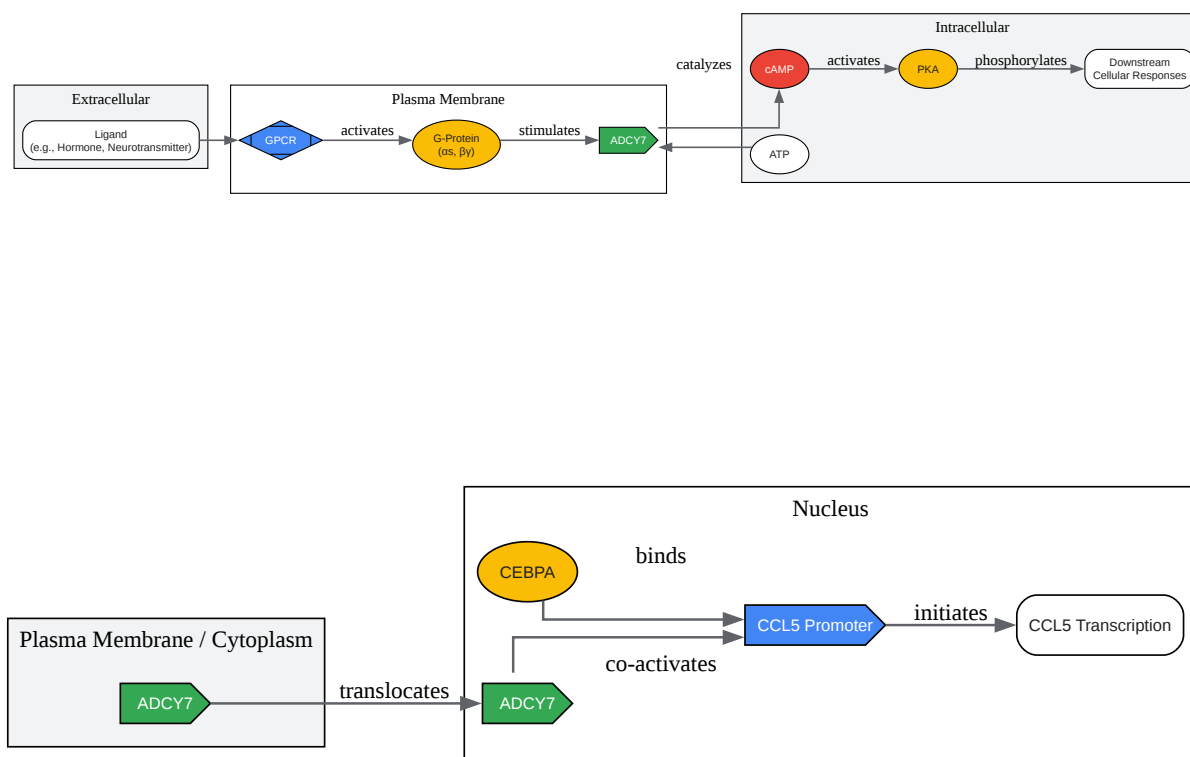 Extracellular
Ligand
(e.g., Hormone, Neurotransmitter)
Plasma Membrane
GPCR
activates
G-Protein
(αs, βγ)
stimulates
ADCY7
catalyzes
Intracellular
cAMP
activates
PKA
phosphorylates
Downstream
Cellular Responses
ATP
Nucleus
CEBPA
binds
CCL5 Promoter
initiates
CCL5 Transcription
co-activates
Plasma Membrane / Cytoplasm
ADCY7
translocates
ADCY7